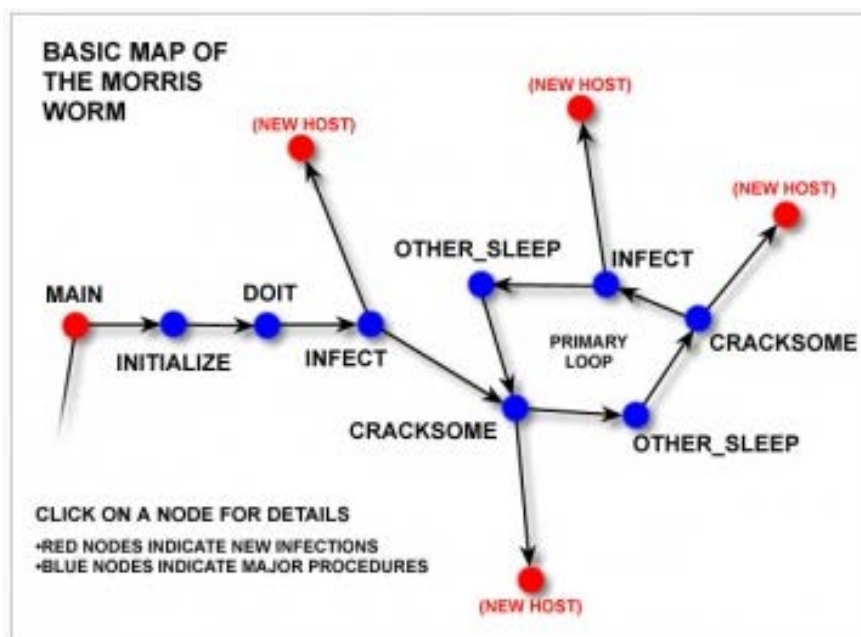 BASIC MAP OF
THE MORRIS
WORM
(NEW HOST)
(NEW HOST)
(NEW HOST)
OTHER_SLEEP
INFECT
MAIN
DOIT
INITIALIZE
INFECT
PRIMARY
LOOP
CRACKSOME
CRACKSOME
OTHER_SLEEP
CLICK ON A NODE FOR DETAILS
•RED NODES INDICATE NEW INFECTIONS
•BLUE NODES INDICATE MAJOR PROCEDURES
(NEW HOST)